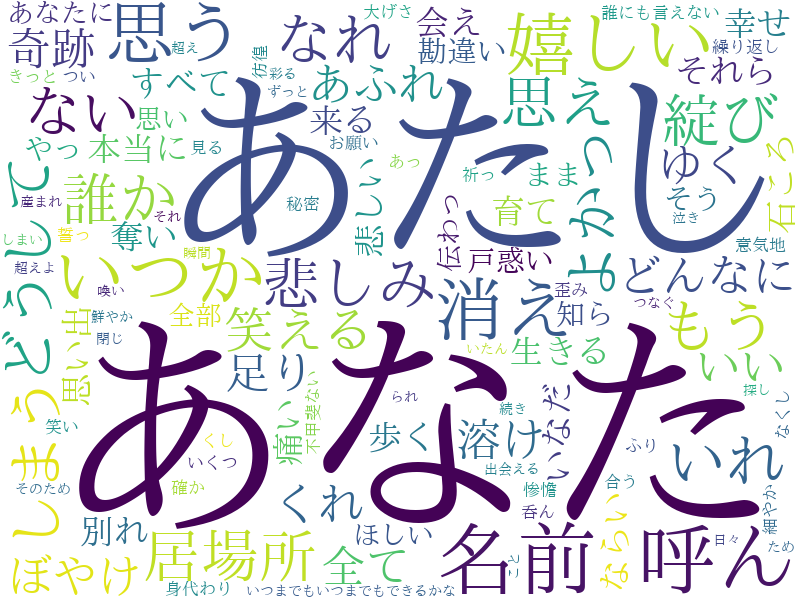 あなたに
思う
なれ
会え
大げさ
誰にも言えない
幸せ
奇跡
超え
彷徨
勘違い
嬉しい
繰り返し
きっと
つい
すべて
彩る
ずっと
あふれ
それら
ない
思い
来る
思え
綻び
やっ
本当に
見る
お願い
あたし
ゆく
石ころ
産まれ
誰か
それ
秘密
あっ
祈っ
まま
そう
よかっ
どうして
しまい
誓っ
奪い
悲しい
伝わっ
育て
泣き
意気地
超えよ
瞬間
いつか
悲しみ
戸惑い
どんなに
喚い
鮮やか
全部
消え
歪み
知ら
つなぐ
もう
閉じ
思い出
笑える
生きる
いい
しまう
笑い
足り
いたん
られ
探し
なくし
あなた
痛い
不甲斐ない
歩く
溶け
いなだ
いれ
くし
続き
いくつ
ふり
そのため
確か
出会える
惨憺
合う
細やか
くれ
別れ
ほしい
名前
呑ん
呼ん
ならい
日々
ため
ぼやけ
居場所
全て
こと
身代わり
いつまでもいつまでもできるかな